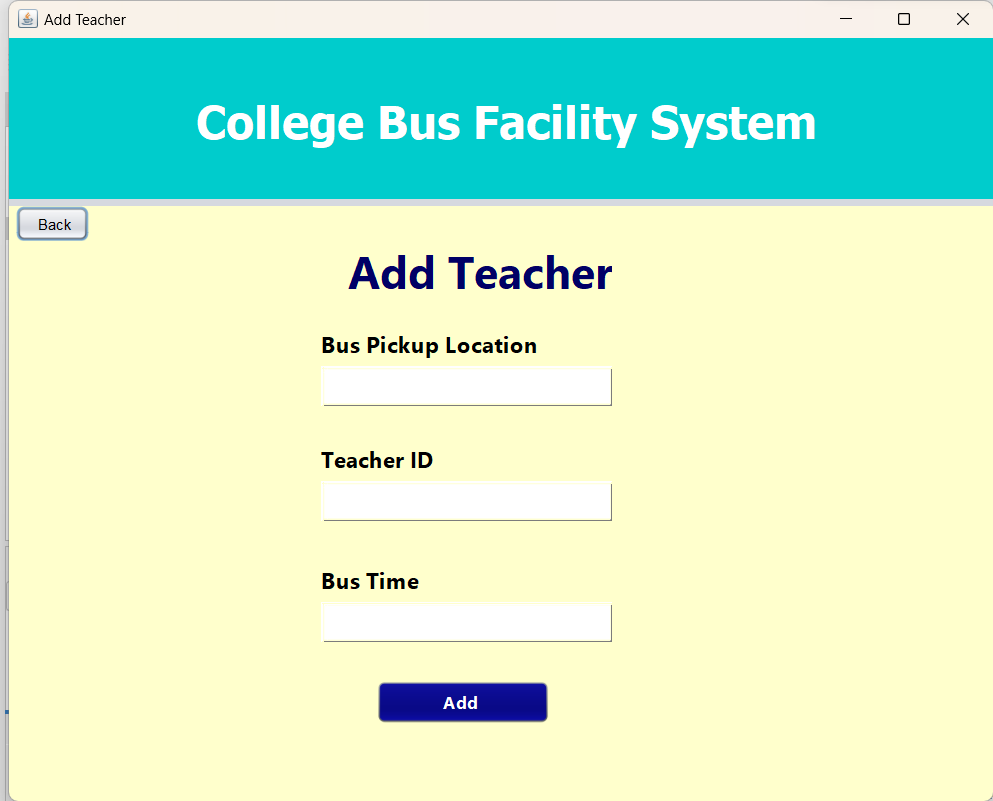 Add Teacher
College Bus Facility System
Back
Add Teacher
Bus Pickup Location
Teacher ID
Bus Time
Add